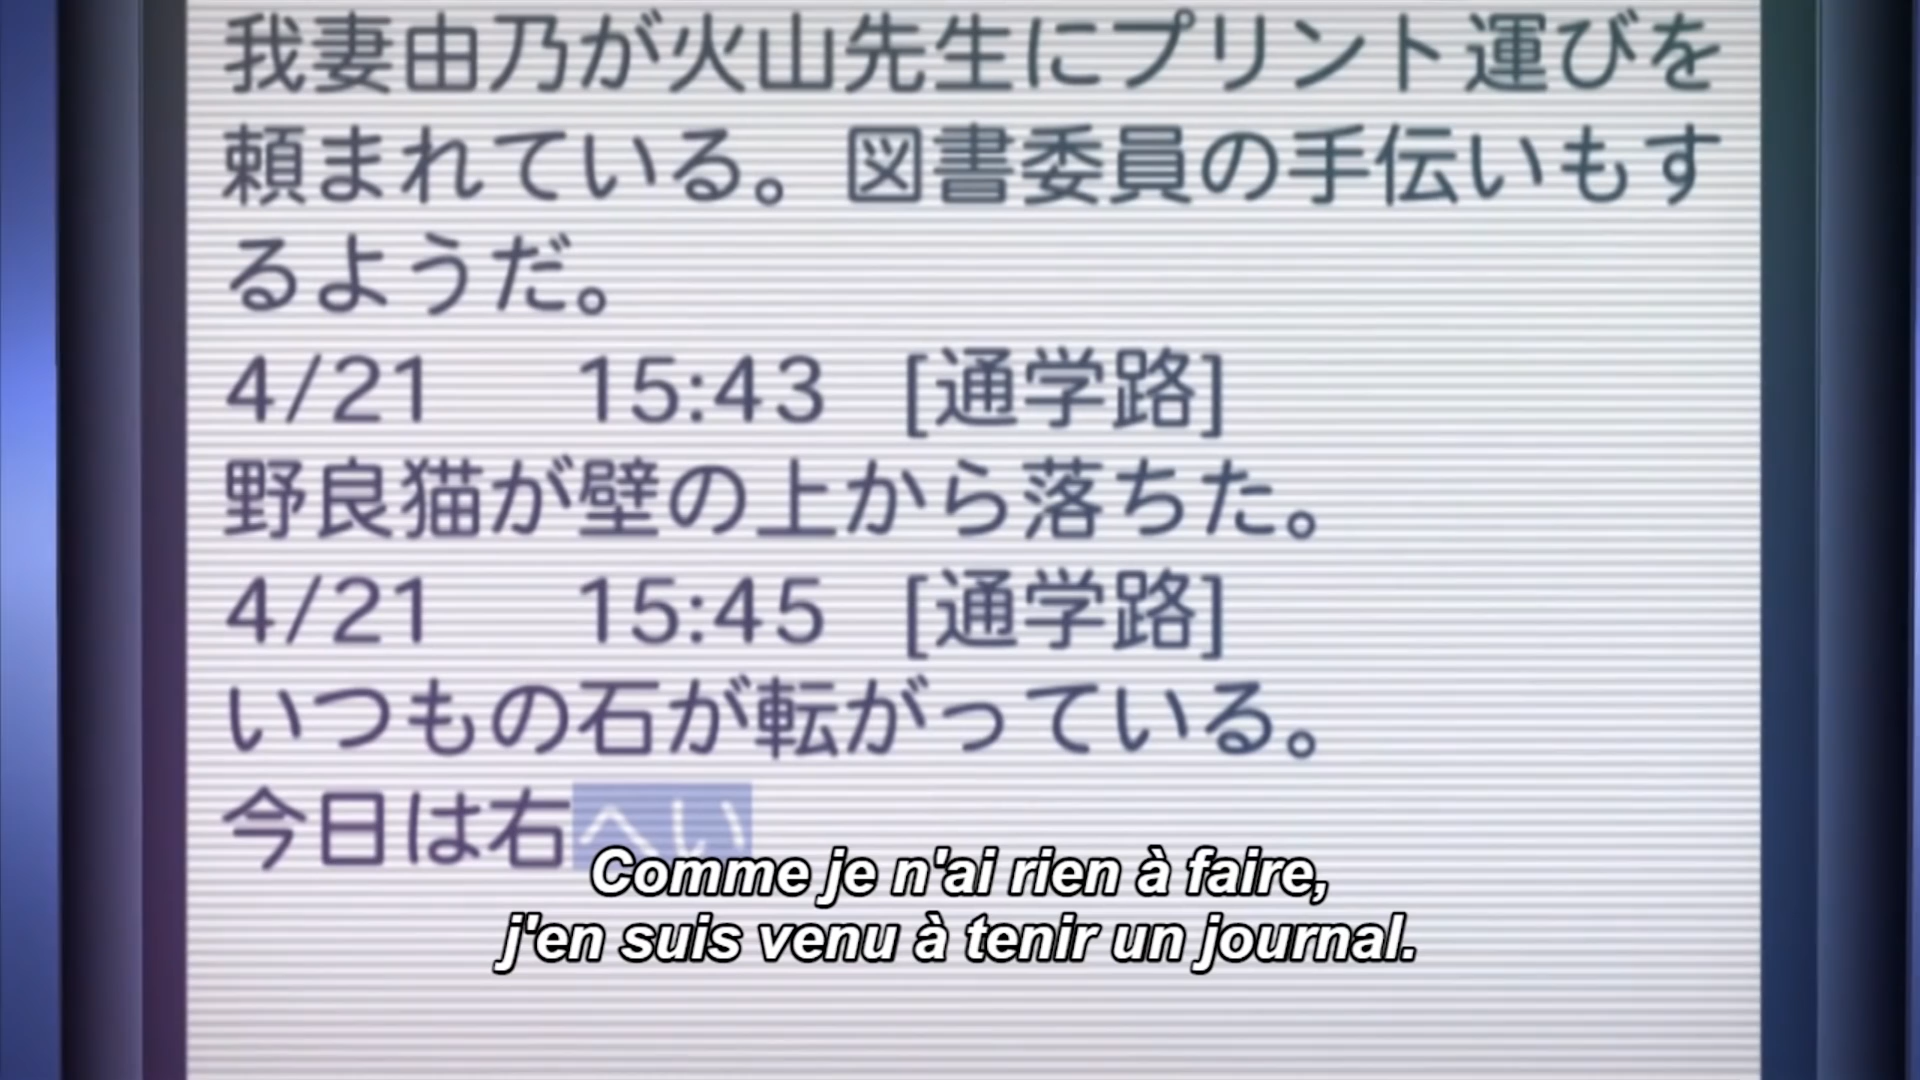 我妻由乃が火山先生にプリント運びを
頼まれている。図書委員の手伝いもす
るようだ。
4/21 15:43 [通学路]
野良猫が壁の上から落ちた。
4/21 15:45 [通学路]
いつもの石が転がっている。
今日は右へい
Comme je n'ai rien à faire,
j'en suis venu à tenir un journal.